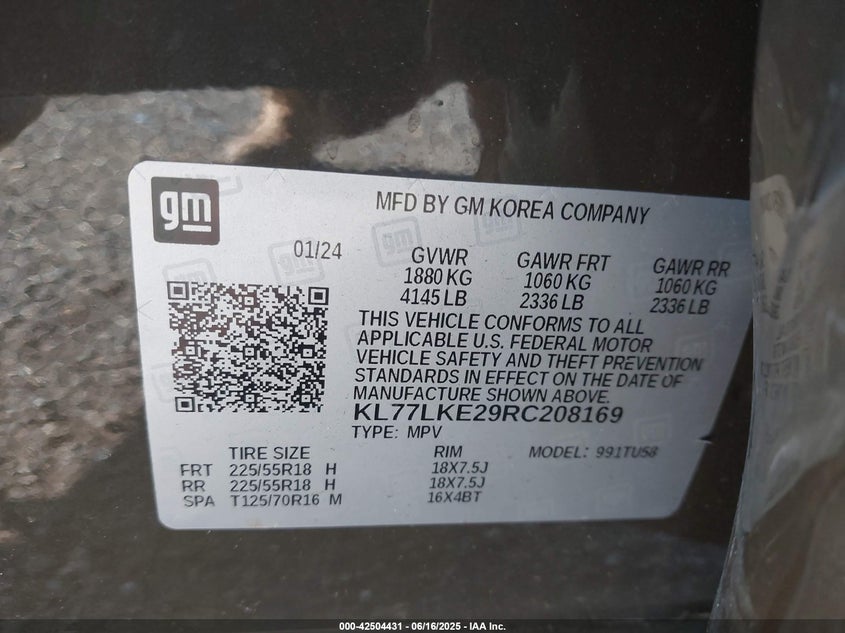 gm
MFD BY GM KOREA COMPANY
01/24
GVWR GAWR FRT GAWR RR
1880 KG 1060 KG 1060 KG
4145 LB 2336 LB 2336 LB
THIS VEHICLE CONFORMS TO ALL
APPLICABLE U.S. FEDERAL MOTOR
VEHICLE SAFETY AND THEFT PREVENTION
STANDARDS IN EFFECT ON THE DATE OF
MANUFACTURE SHOWN ABOVE.
KL77LKE29RC208169
TYPE: MPV
TIRE SIZE RIM MODEL: 991TU58
FRT 225/55R18 H 18X7.5J
RR 225/55R18 H 18X7.5J
SPA T125/70R16 M 16X4BT
000-42504431 - 06/16/2025 - IAA Inc.